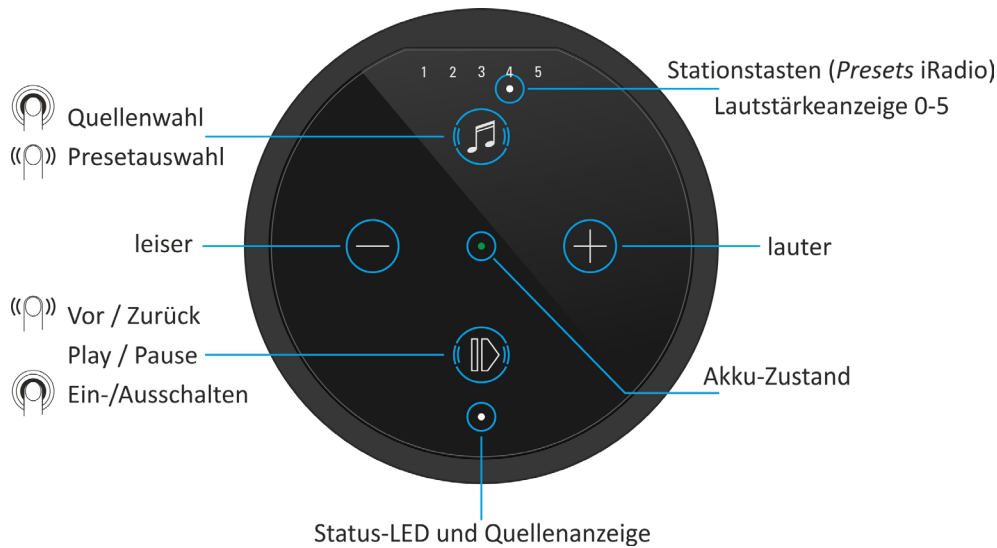 1 2 3 4 5
Stationstasten (Presets iRadio)
Lautstärkeanzeige 0-5
Quellenwahl
Presetauswahl
leiser
lauter
Vor / Zurück
Play / Pause
Ein-/Ausschalten
Akku-Zustand
Status-LED und Quellenanzeige